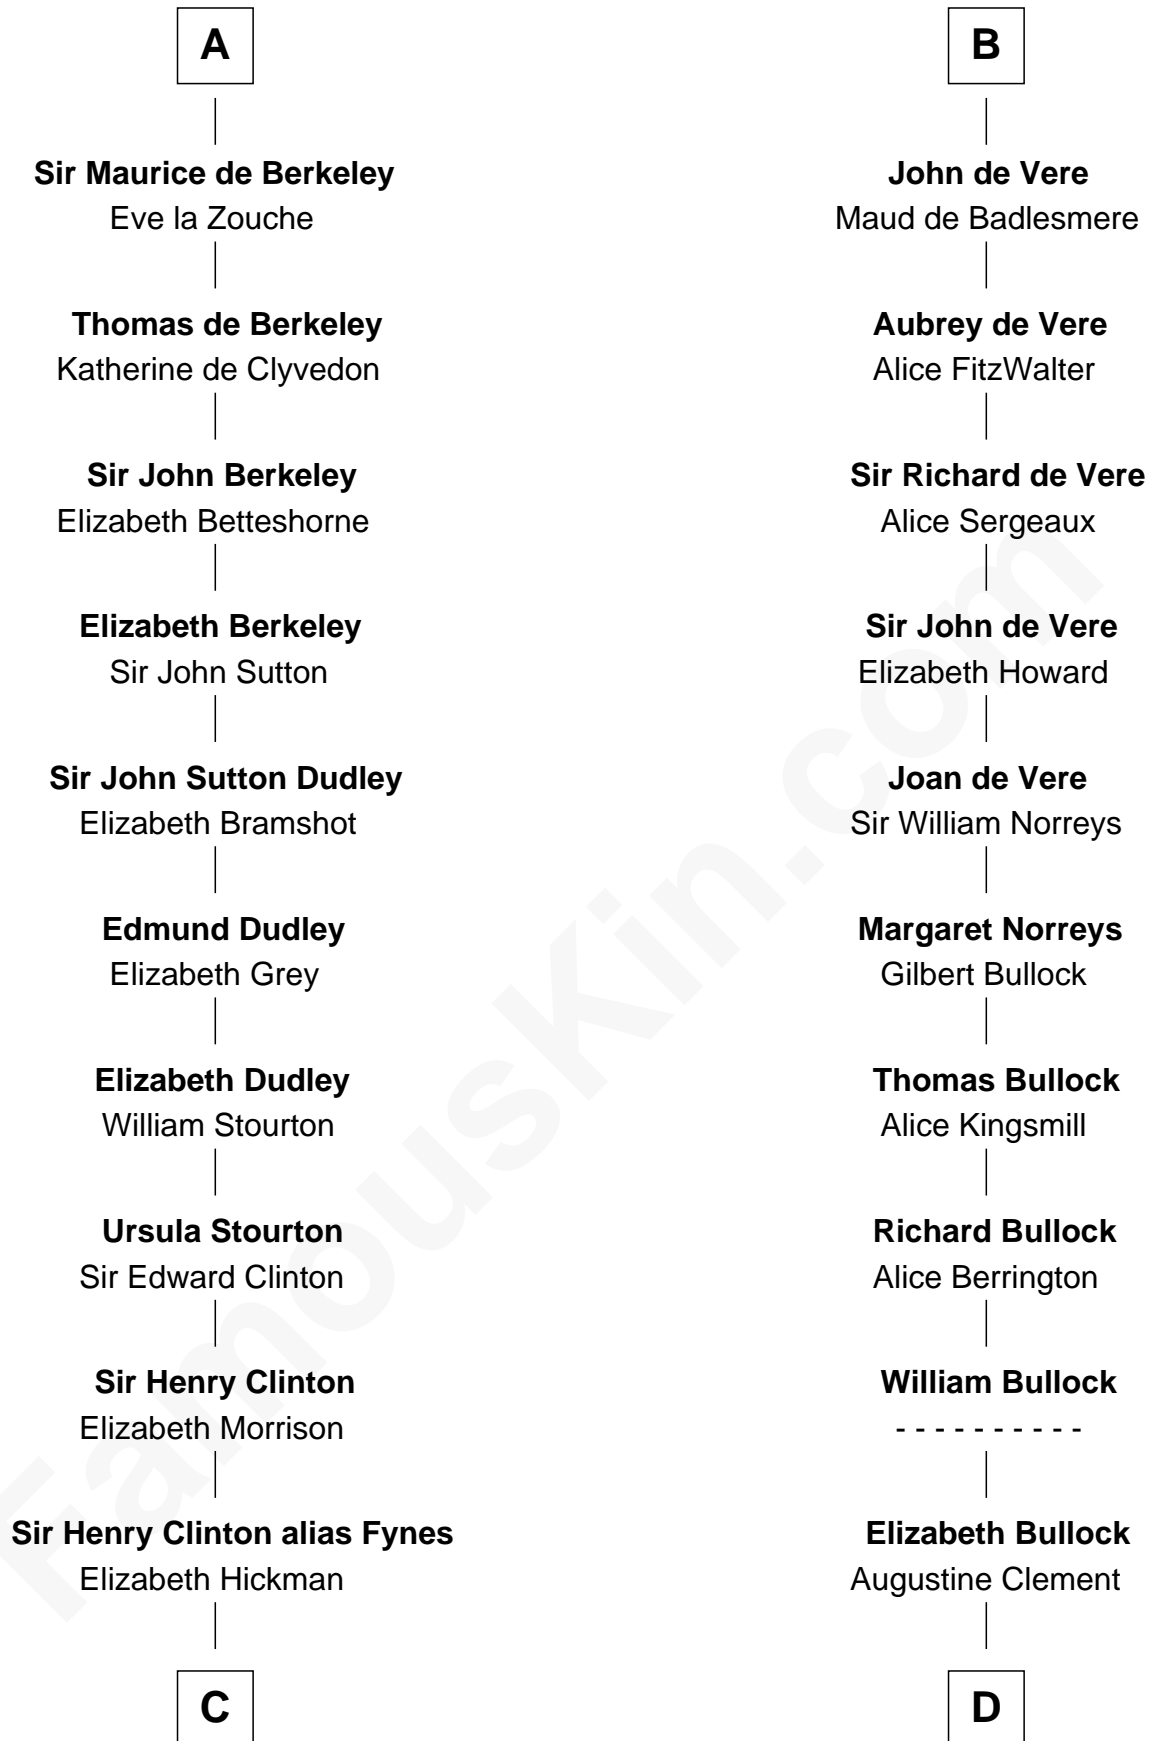 A
Sir Maurice de Berkeley
Eve la Zouche
Thomas de Berkeley
Katherine de Clyvedon
Sir John Berkeley
Elizabeth Betteshorne
Elizabeth Berkeley
Sir John Sutton
Sir John Sutton Dudley
Elizabeth Bramshot
Edmund Dudley
Elizabeth Grey
Elizabeth Dudley
William Stourton
Ursula Stourton
Sir Edward Clinton
Sir Henry Clinton
Elizabeth Morrison
Sir Henry Clinton alias Fynes
Elizabeth Hickman
C
B
John de Vere
Maud de Badlesmere
Aubrey de Vere
Alice FitzWalter
Sir Richard de Vere
Alice Sergeaux
Sir John de Vere
Elizabeth Howard
Joan de Vere
Sir William Norreys
Margaret Norreys
Gilbert Bullock
Thomas Bullock
Alice Kingsmill
Richard Bullock
Alice Berrington
William Bullock
- - - - - - - - - -
Elizabeth Bullock
Augustine Clement
D
FamousKin.com